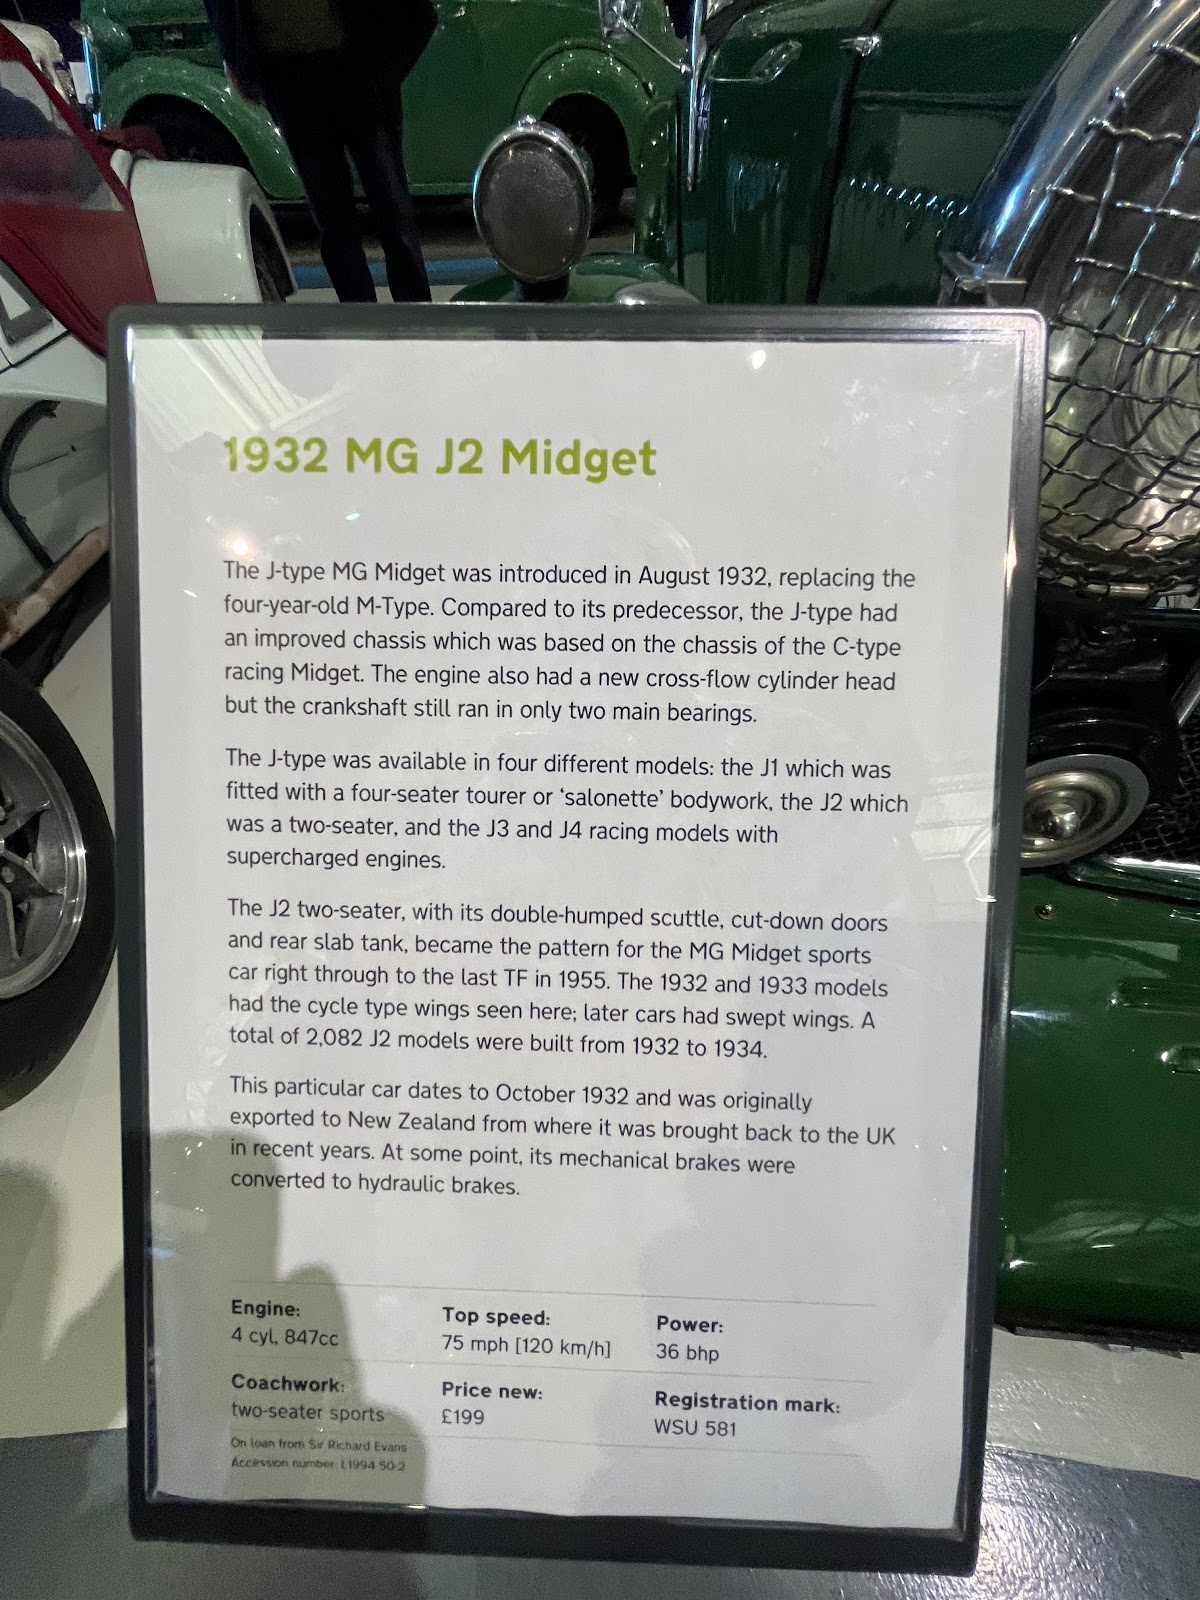 1932 MG J2 Midget
The J-type MG Midget was introduced in August 1932, replacing the
four-year-old M-Type. Compared to its predecessor, the J-type had
an improved chassis which was based on the chassis of the C-type
racing Midget. The engine also had a new cross-flow cylinder head
but the crankshaft still ran in only two main bearings.
The J-type was available in four different models: the J1 which was
fitted with a four-seater tourer or ‘salonette’ bodywork, the J2 which
was a two-seater, and the J3 and J4 racing models with
supercharged engines.
The J2 two-seater, with its double-humped scuttle, cut-down doors
and rear slab tank, became the pattern for the MG Midget sports
car right through to the last TF in 1955. The 1932 and 1933 models
had the cycle type wings seen here; later cars had swept wings. A
total of 2,082 J2 models were built from 1932 to 1934.
This particular car dates to October 1932 and was originally
exported to New Zealand from where it was brought back to the UK
in recent years. At some point, its mechanical brakes were
converted to hydraulic brakes.
Engine:
4 cyl, 847cc
Top speed:
75 mph [120 km/h]
Power:
36 bhp
Coachwork:
two-seater sports
Price new:
£199
Registration mark:
WSU 581
On loan from Sir Richard Evans
Accession number: L1994-50-2